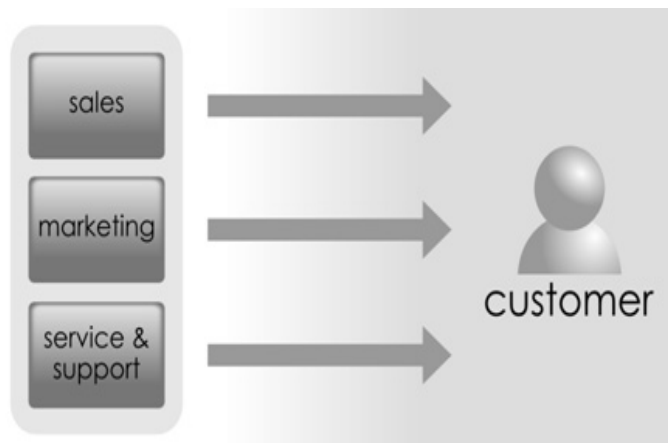 sales
marketing
service &
support
customer